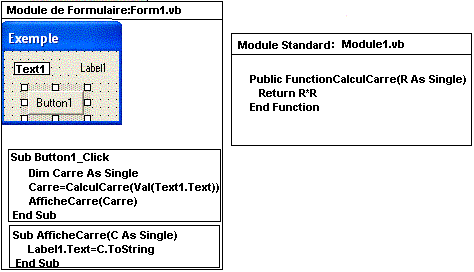 Module de Formulaire:Form1.vb
Exemple
Text1 Label1
Button1
Sub Button1_Click
Dim Carre As Single
Carre=CalculCarre(Val(Text1.Text))
AfficheCarre(Carre)
End Sub
Sub AfficheCarre(C As Single)
Label1.Text=C.ToString
End Sub
Module Standard: Module1.vb
Public FunctionCalculCarre(R As Single)
Return R*R
End Function